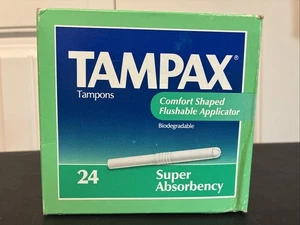 TAMPAX®
Tampons
Comfort Shaped
Flushable Applicator
Biodegradable
24
Super
Absorbency